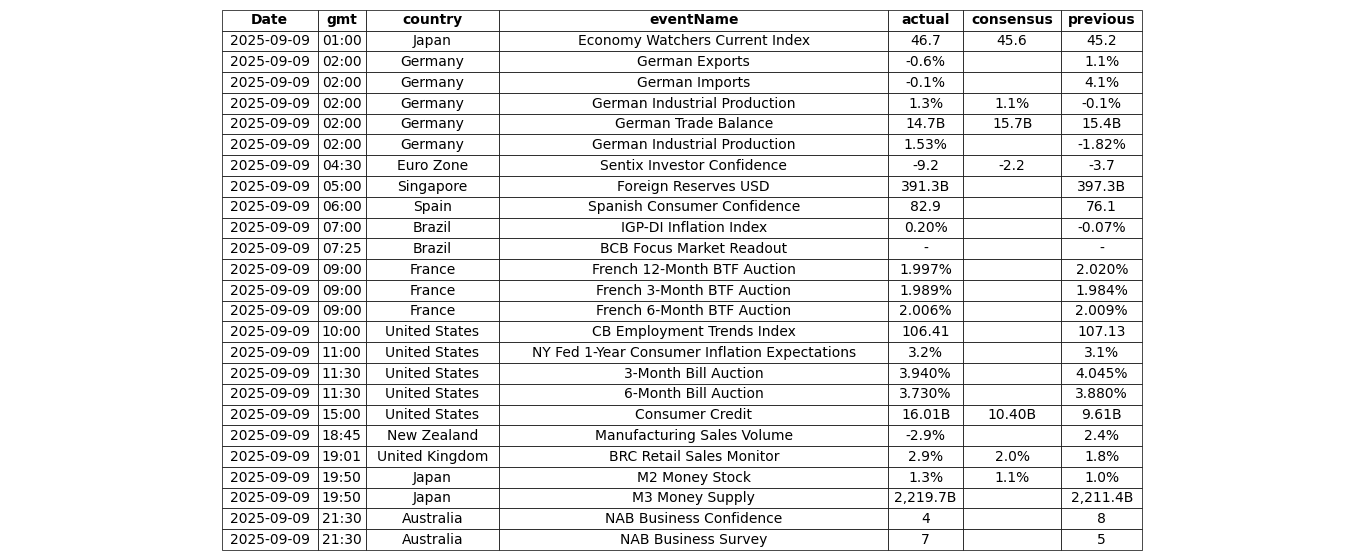 Date gmt country eventName actual consensus previous
2025-09-09 01:00 Japan Economy Watchers Current Index 46.7 45.6 45.2
2025-09-09 02:00 Germany German Exports -0.6% 1.1%
2025-09-09 02:00 Germany German Imports -0.1% 4.1%
2025-09-09 02:00 Germany German Industrial Production 1.3% 1.1% -0.1%
2025-09-09 02:00 Germany German Trade Balance 14.7B 15.7B 15.4B
2025-09-09 02:00 Germany German Industrial Production 1.53% -1.82%
2025-09-09 04:30 Euro Zone Sentix Investor Confidence -9.2 -2.2 -3.7
2025-09-09 05:00 Singapore Foreign Reserves USD 391.3B 397.3B
2025-09-09 06:00 Spain Spanish Consumer Confidence 82.9 76.1
2025-09-09 07:00 Brazil IGP-DI Inflation Index 0.20% -0.07%
2025-09-09 07:25 Brazil BCB Focus Market Readout - -
2025-09-09 09:00 France French 12-Month BTF Auction 1.997% 2.020%
2025-09-09 09:00 France French 3-Month BTF Auction 1.989% 1.984%
2025-09-09 09:00 France French 6-Month BTF Auction 2.006% 2.009%
2025-09-09 10:00 United States CB Employment Trends Index 106.41 107.13
2025-09-09 11:00 United States NY Fed 1-Year Consumer Inflation Expectations 3.2% 3.1%
2025-09-09 11:30 United States 3-Month Bill Auction 3.940% 4.045%
2025-09-09 11:30 United States 6-Month Bill Auction 3.730% 3.880%
2025-09-09 15:00 United States Consumer Credit 16.01B 10.40B 9.61B
2025-09-09 18:45 New Zealand Manufacturing Sales Volume -2.9% 2.4%
2025-09-09 19:01 United Kingdom BRC Retail Sales Monitor 2.9% 2.0% 1.8%
2025-09-09 19:50 Japan M2 Money Stock 1.3% 1.1% 1.0%
2025-09-09 19:50 Japan M3 Money Supply 2,219.7B 2,211.4B
2025-09-09 21:30 Australia NAB Business Confidence 4 8
2025-09-09 21:30 Australia NAB Business Survey 7 5